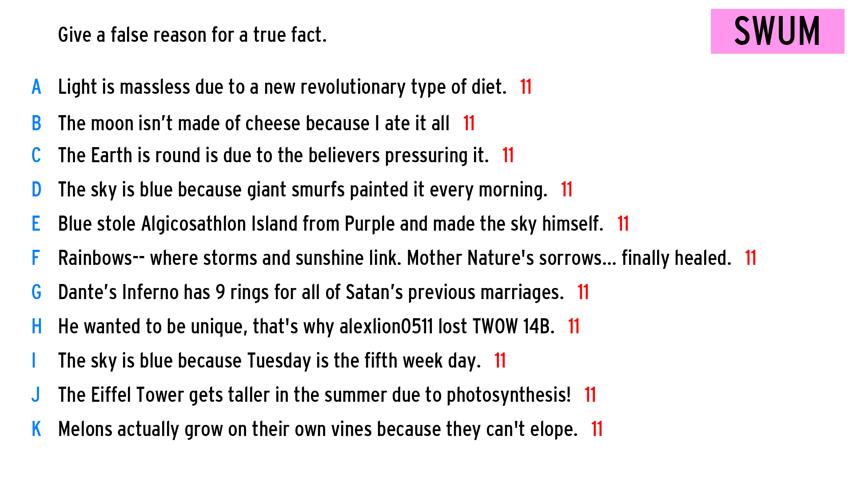 Give a false reason for a true fact.
SWUM
A Light is massless due to a new revolutionary type of diet. 11
B The moon isn't made of cheese because I ate it all 11
C The Earth is round is due to the believers pressuring it. 11
D The sky is blue because giant smurfs painted it every morning. 11
E Blue stole Algicosathlon Island from Purple and made the sky himself. 11
F Rainbows-- where storms and sunshine link. Mother Nature's sorrows... finally healed. 11
G Dante's Inferno has 9 rings for all of Satan's previous marriages. 11
H He wanted to be unique, that's why alexlion0511 lost TWOW 14B. 11
I The sky is blue because Tuesday is the fifth week day. 11
J The Eiffel Tower gets taller in the summer due to photosynthesis! 11
K Melons actually grow on their own vines because they can't elope. 11